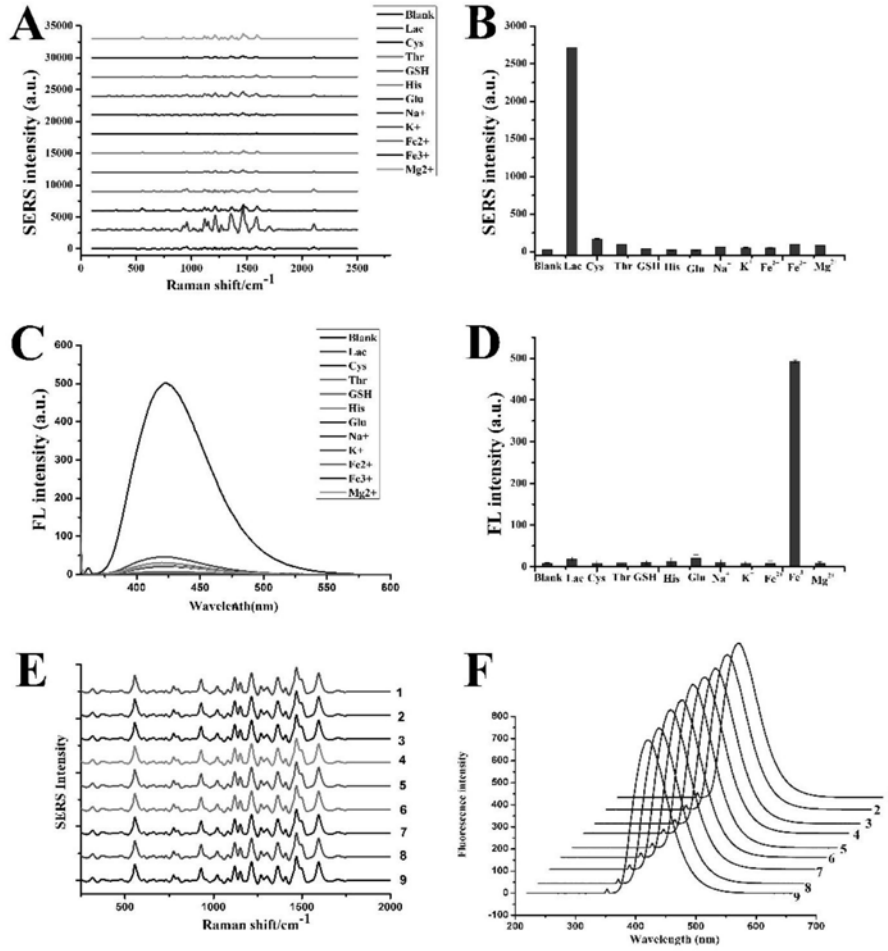 A
SERS intensity (a.u.)
35000
30000
25000
20000
15000
10000
5000
0
0
500
1000
1500
2000
2500
Raman shift/cm-1
Blank
Lac
Cys
Thr
GSH
His
Glu
Na+
K+
Fe2+
Fe3+
Mg2+
B
SERS intensity (a.u.)
3000
2500
2000
1500
1000
500
0
Blank Lac Cys Thr GSH His Glu Na+ K+
C
FL intensity (a.u.)
600
500
400
300
200
100
0
400
450
500
550
600
Blank
Lac
Cys
Thr
GSH
His
Glu
Na+
K+
Fe2+
Fe3+
Mg2+
D
FL intensity (a.u.)
500
400
300
200
100
0
Blank Lac Cys Thr GSH His Glu Na+
E
SERS Intensity
1
2
3
4
5
6
7
8
9
500
1000
1500
2000
Raman shift/cm-1
F
Fluorescence intensity
800
700
600
500
400
300
200
100
0
-100
200
300
400
500
600
700
2
3
4
5
6
7
8
9
Wavelength (nm)